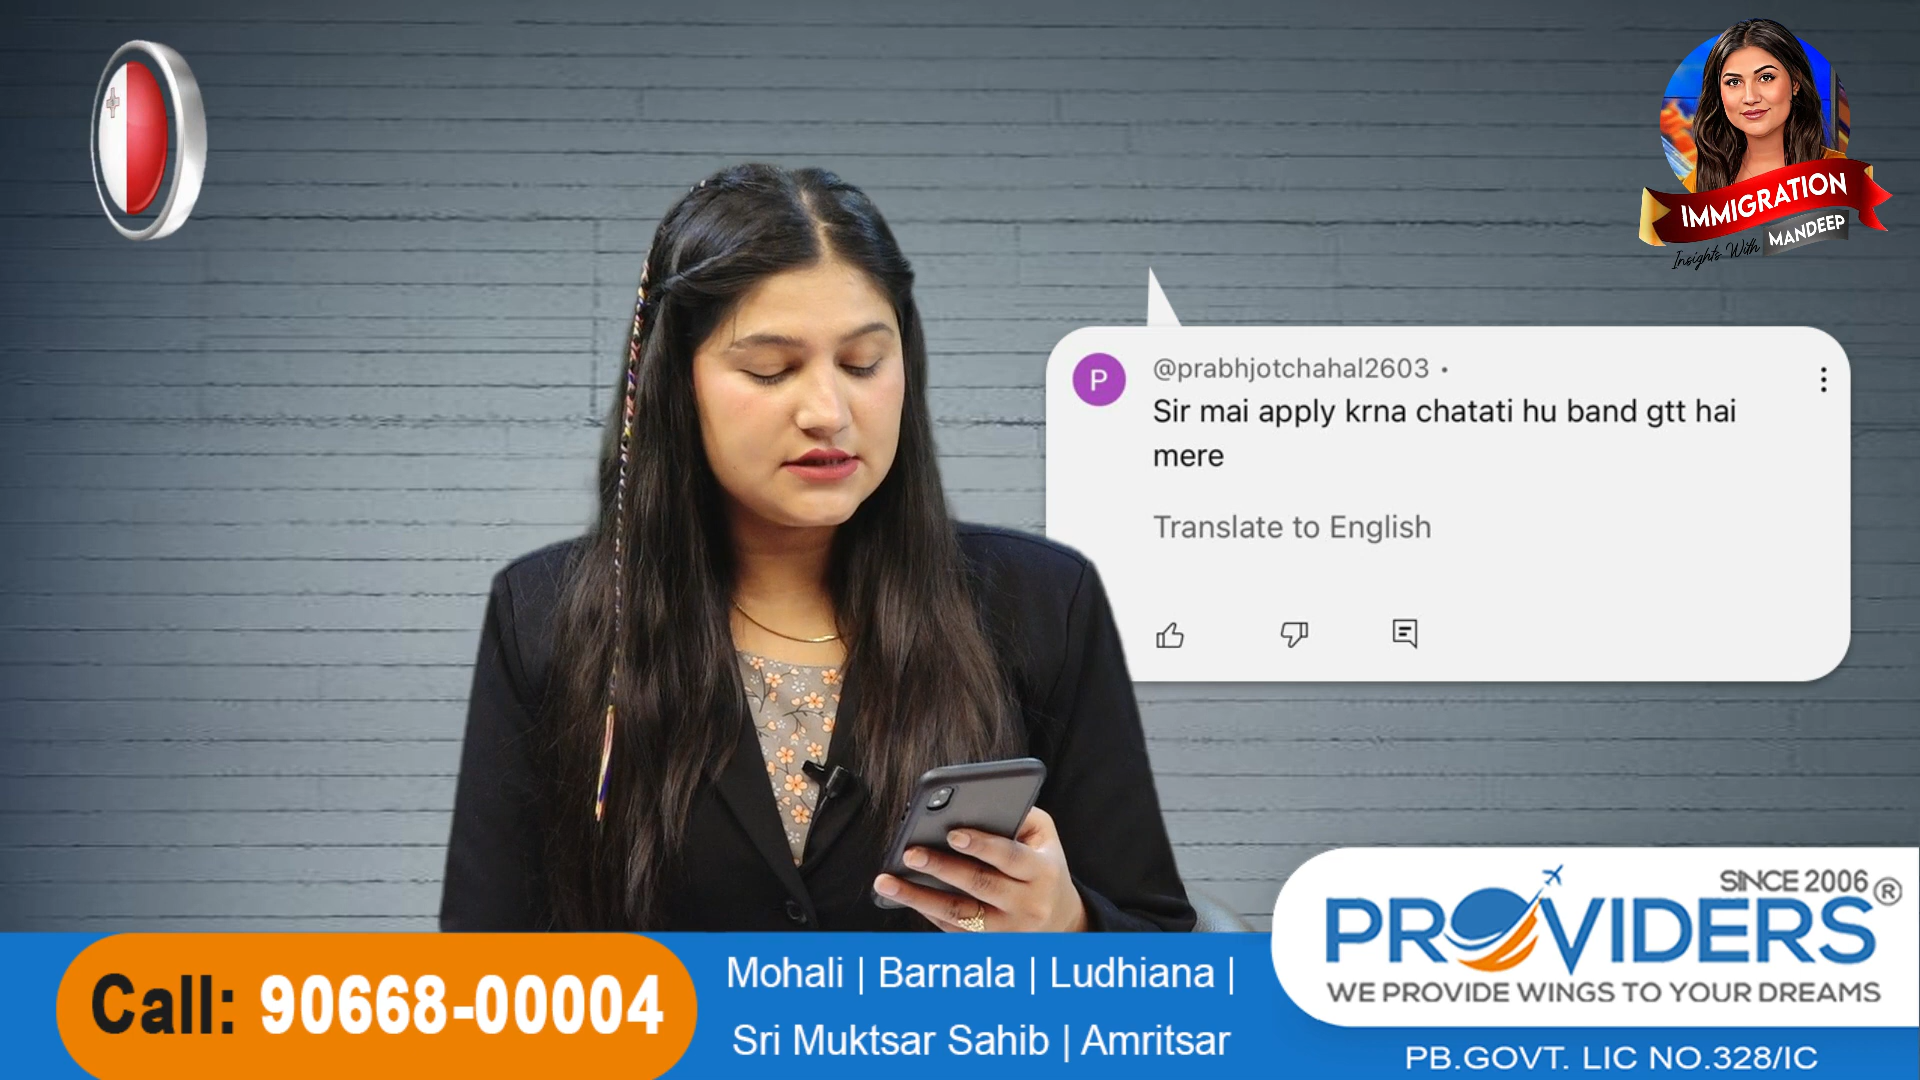 IMMIGRATION
Insights With MANDEEP
P
@prabhjotchahal2603 •
Sir mai apply krna chatati hu band gtt hai
mere
Translate to English
Call: 90668-00004
Mohali | Barnala | Ludhiana |
Sri Muktsar Sahib | Amritsar
SINCE 2006
PROVIDERS®
WE PROVIDE WINGS TO YOUR DREAMS
PB.GOVT. LIC NO.328/IC